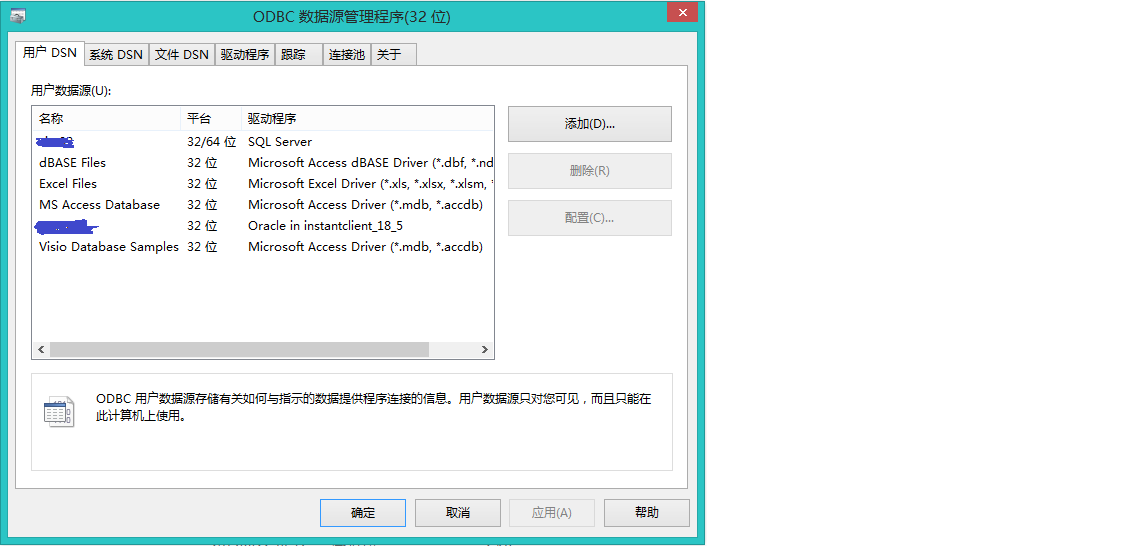 ODBC 数据源管理程序(32 位)
用户 DSN 系统 DSN 文件 DSN 驱动程序 跟踪 连接池 关于
用户数据源(U):
名称 平台 驱动程序
32/64 位 SQL Server
dBASE Files 32 位 Microsoft Access dBASE Driver (*.dbf, *.nd
Excel Files 32 位 Microsoft Excel Driver (*.xls, *.xlsx, *.xlsm, *
MS Access Database 32 位 Microsoft Access Driver (*.mdb, *.accdb)
32 位 Oracle in instantclient_18_5
Visio Database Samples 32 位 Microsoft Access Driver (*.mdb, *.accdb)
添加(D)...
删除(R)
配置(C)...
ODBC 用户数据源存储有关如何与指示的数据提供程序连接的信息。用户数据源只对您可见，而且只能在
此计算机上使用。
确定 取消 应用(A) 帮助